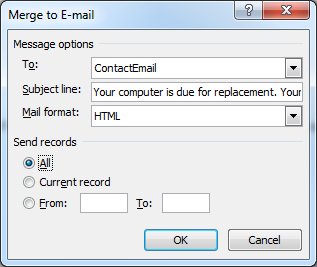 Merge to E-mail
Message options
To: ContactEmail
Subject line: Your computer is due for replacement. Your
Mail format: HTML
Send records
All
Current record
From: To:
OK Cancel